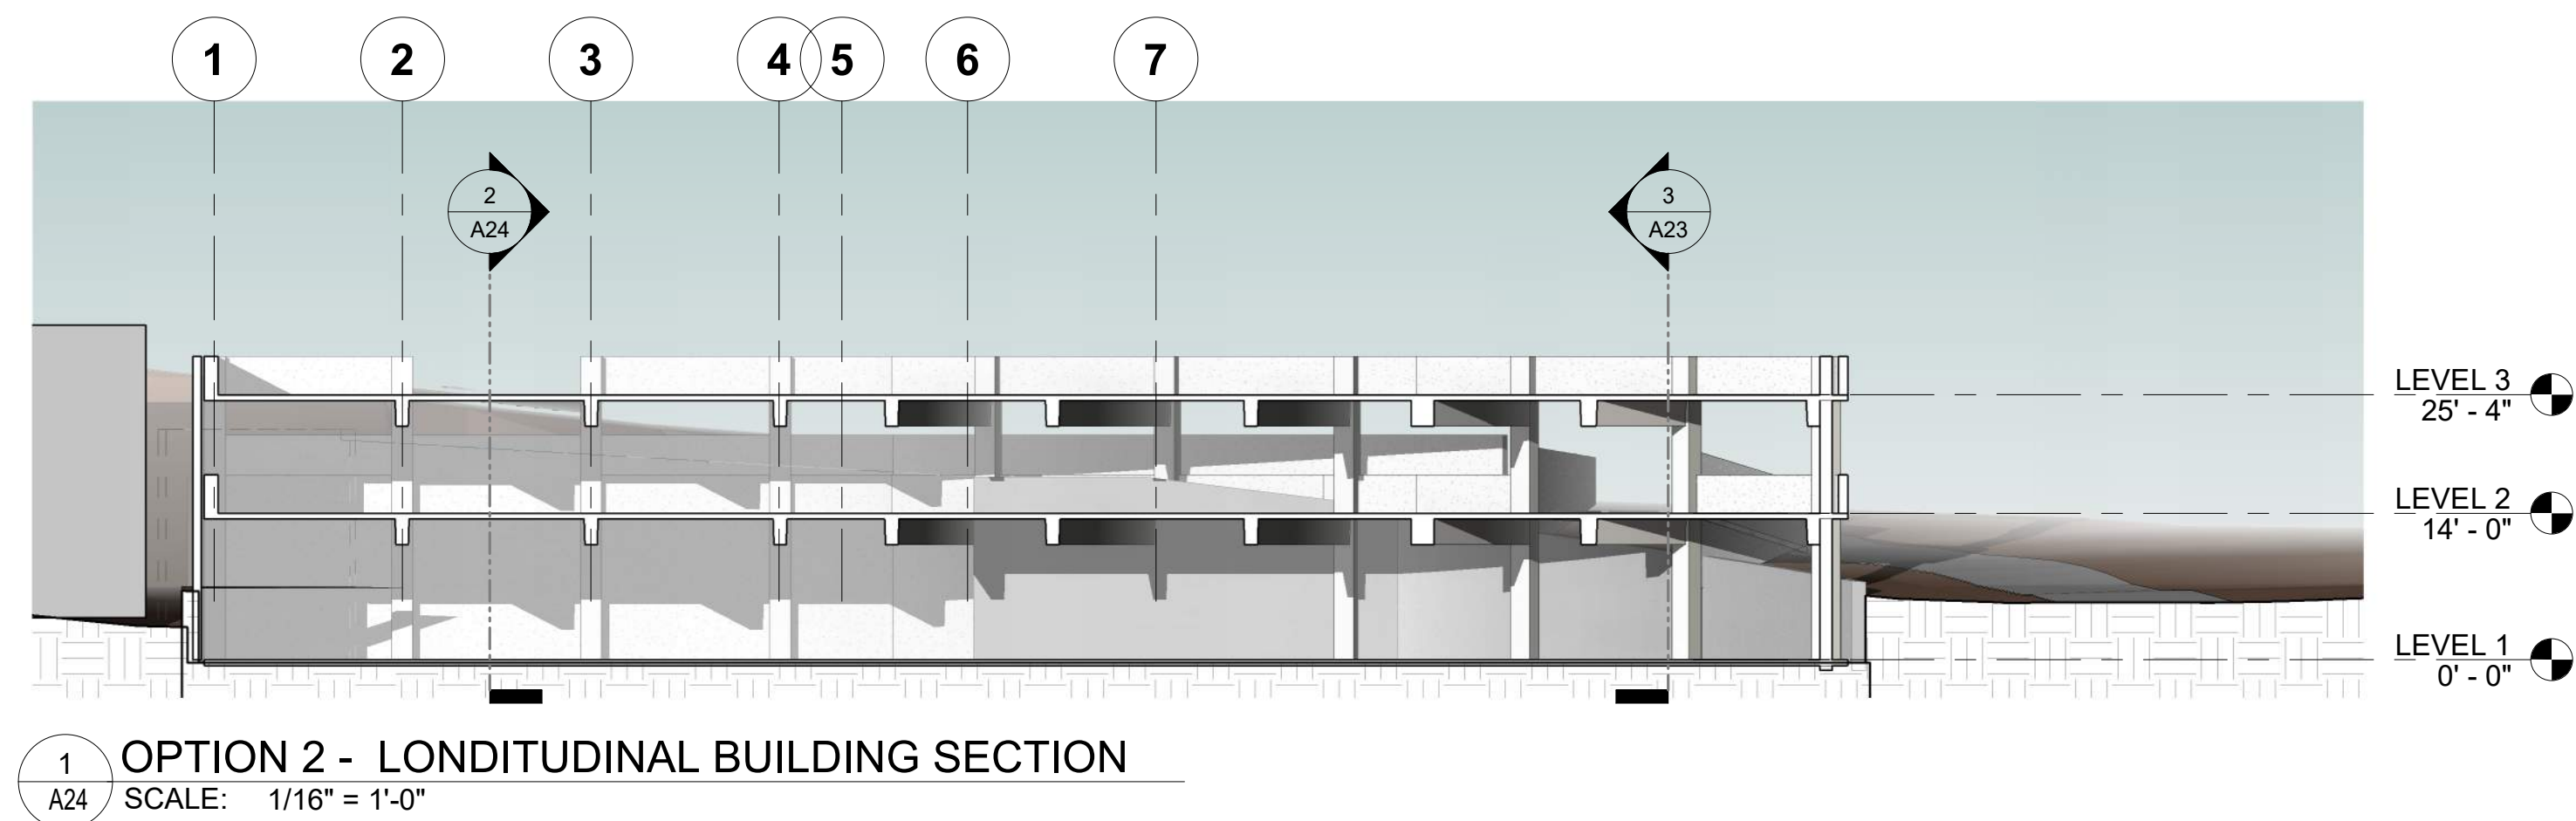 1 2 3 4 5 6 7
2
A24
3
A23
LEVEL 3
25' - 4"
LEVEL 2
14' - 0"
LEVEL 1
0' - 0"
1
A24
OPTION 2 - LONDITUDINAL BUILDING SECTION
SCALE: 1/16" = 1'-0"